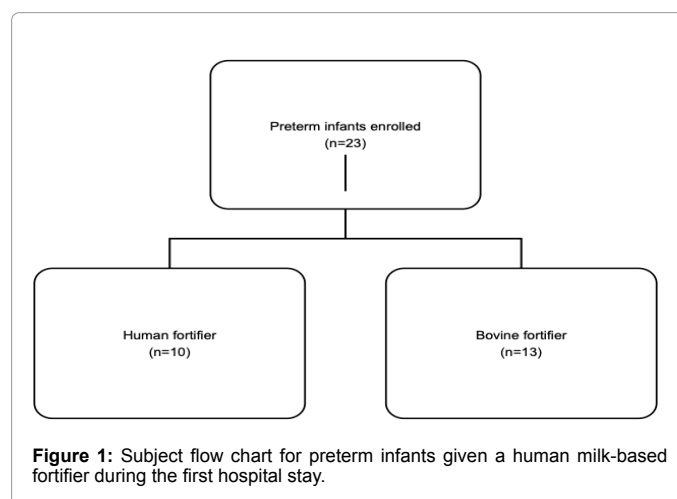 Preterm infants enrolled
(n=23)
Human fortifier
(n=10)
Bovine fortifier
(n=13)
Figure 1: Subject flow chart for preterm infants given a human milk-based
fortifier during the first hospital stay.